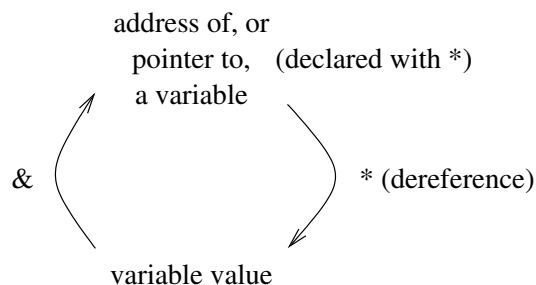 address of, or
pointer to, (declared with *)
a variable
&
* (dereference)
variable value